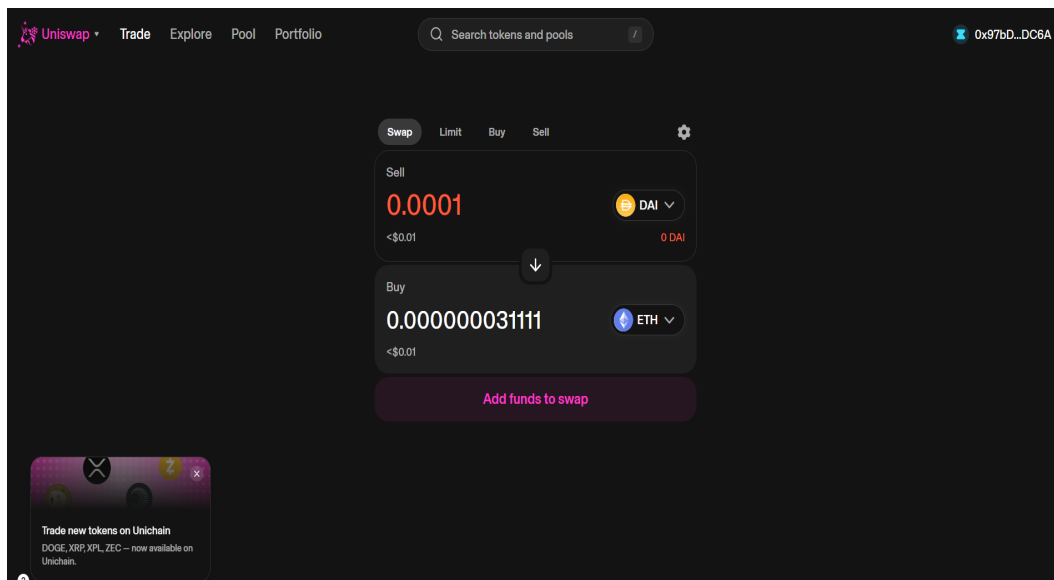 Uniswap Trade Explore Pool Portfolio Search tokens and pools / 0x97bD...DC6A
Swap Limit Buy Sell
Sell
0.0001 DAI
<$0.01 0 DAI
Buy
0.000000031111 ETH
<$0.01
Add funds to swap
Trade new tokens on Unichain
DOGE, XRP, XPL, ZEC — now available on
Unichain.